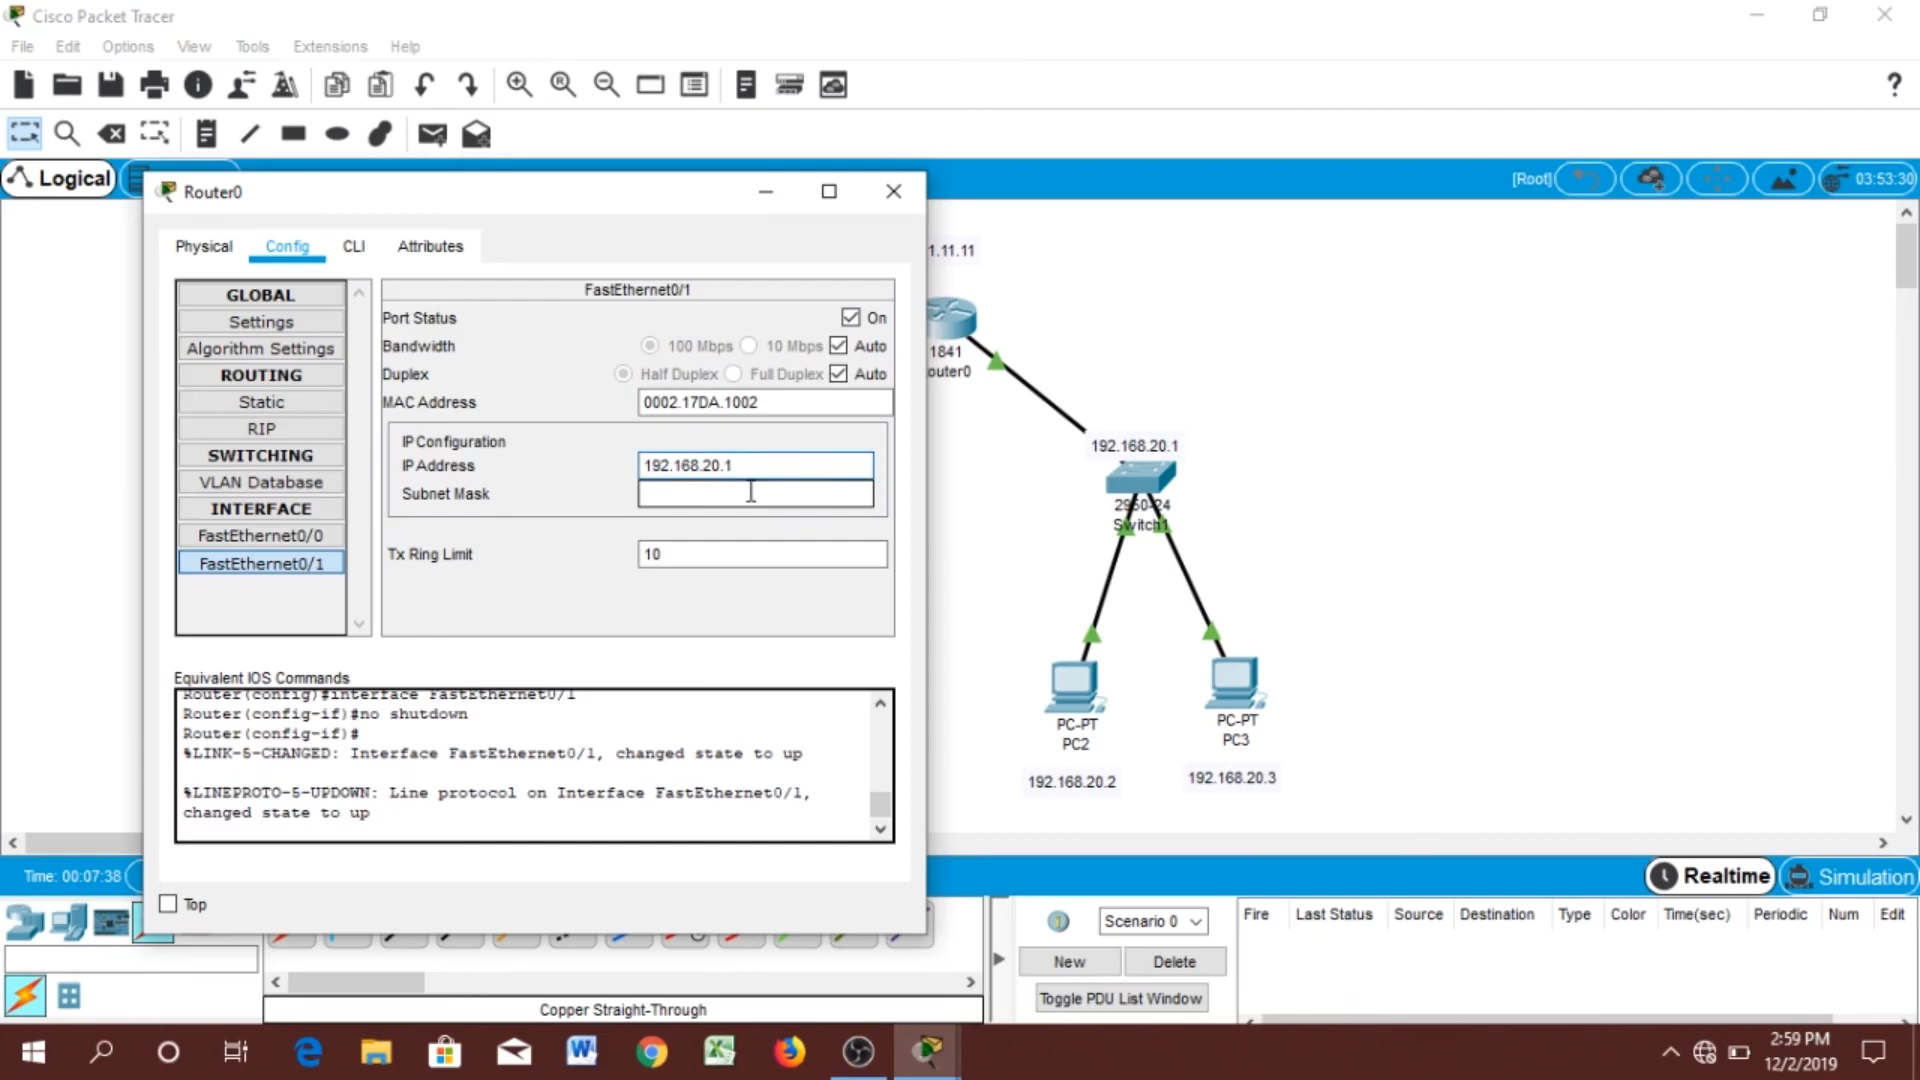 Cisco Packet Tracer
File Edit Options View Tools Extensions Help
Logical
[Root]
03:53:30
Router0
Physical Config CLI Attributes
GLOBAL
Settings
Algorithm Settings
ROUTING
Static
RIP
SWITCHING
VLAN Database
INTERFACE
FastEthernet0/0
FastEthernet0/1
FastEthernet0/1
Port Status On
Bandwidth 100 Mbps 10 Mbps Auto
Duplex Half Duplex Full Duplex Auto
MAC Address 0002.17DA.1002
IP Configuration
IP Address 192.168.20.1
Subnet Mask
Tx Ring Limit 10
Equivalent IOS Commands
Router(config)#interface FastEthernet0/1
Router(config-if)#no shutdown
Router(config-if)#
%LINK-5-CHANGED: Interface FastEthernet0/1, changed state to up
%LINEPROTO-5-UPDOWN: Line protocol on Interface FastEthernet0/1,
changed state to up
Top
1.11.11
1841
outer0
192.168.20.1
2950-24
Switch1
PC-PT
PC2
192.168.20.2
PC-PT
PC3
192.168.20.3
Time: 00:07:38
Realtime
Simulation
Scenario 0
New
Delete
Toggle PDU List Window
Fire Last Status Source Destination Type Color Time(sec) Periodic Num Edit
Copper Straight-Through
2:59 PM
12/2/2019